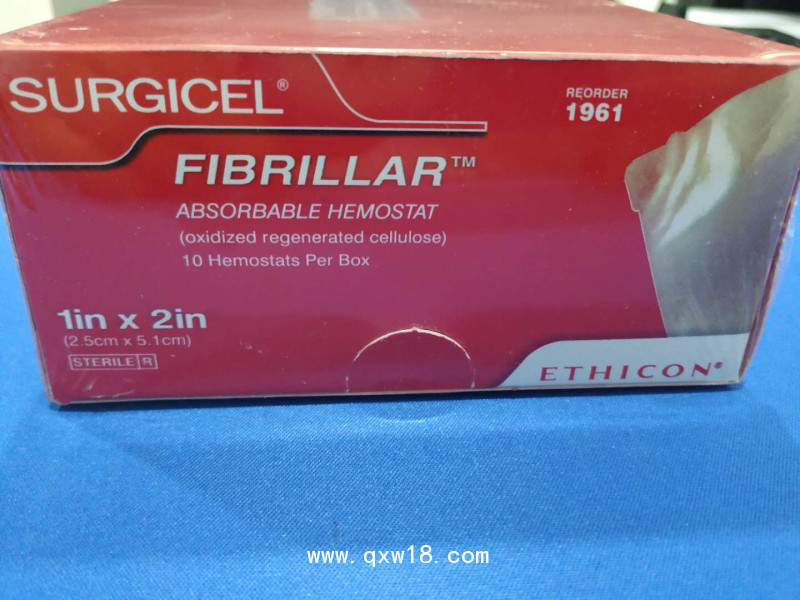 SURGICEL®
REORDER
1961
FIBRILLAR™
ABSORBABLE HEMOSTAT
(oxidized regenerated cellulose)
10 Hemostats Per Box
1in x 2in
(2.5cm x 5.1cm)
STERILE R
ETHICON®
www.qxw18.com